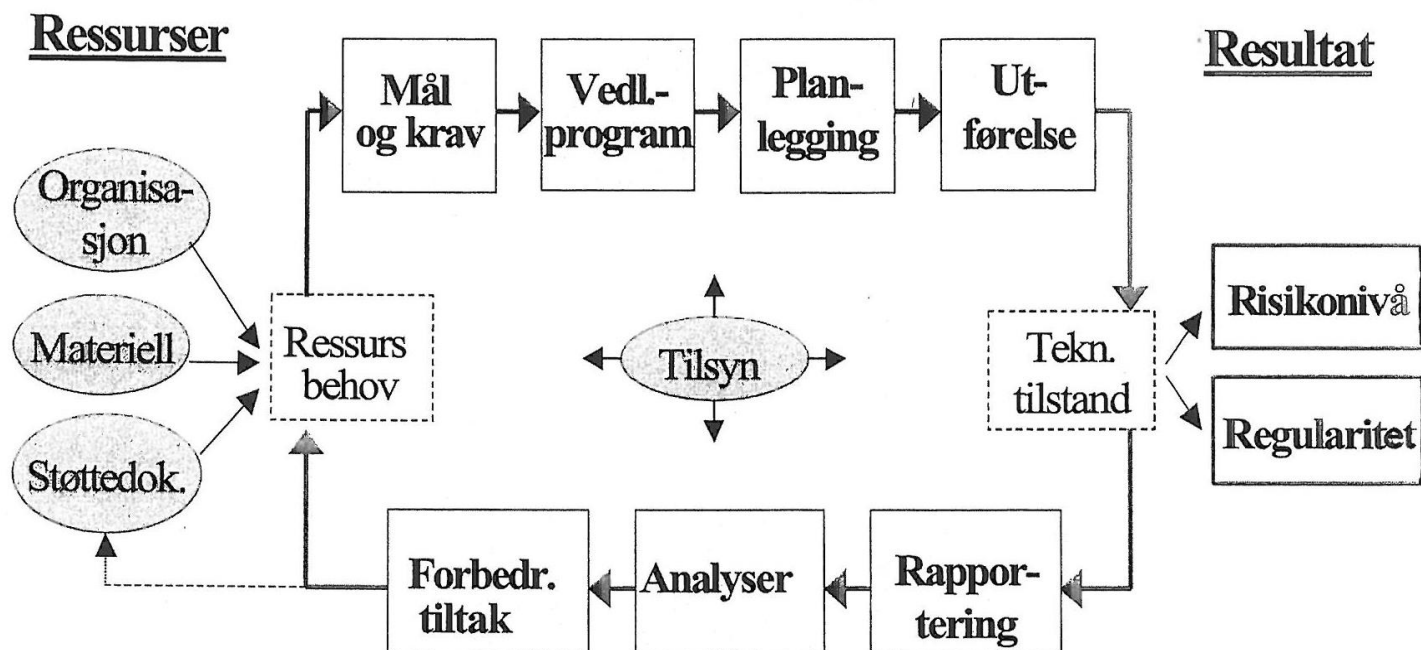 Ressurser
Resultat
Mål
og krav
Vedl.-
program
Plan-
legging
Ut-
førelse
Organisa-
sjon
Materiell
Støttedok.
Ressurs
behov
Tilsyn
Tekn.
tilstand
Risikonivå
Regularitet
Forbedr.
tiltak
Analyser
Rappor-
tering